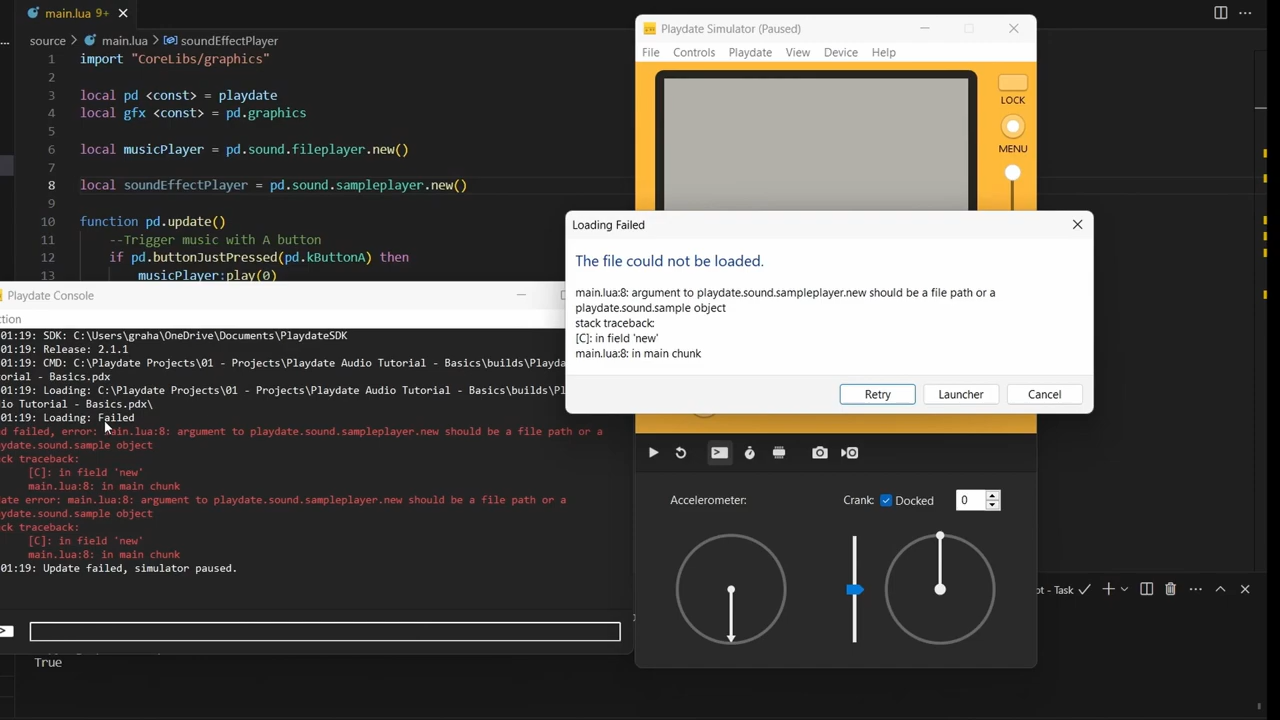 main.lua 9+
source > main.lua > soundEffectPlayer
1 import "CoreLibs/graphics"
2
3 local pd <const> = playdate
4 local gfx <const> = pd.graphics
5
6 local musicPlayer = pd.sound.fileplayer.new()
7
8 local soundEffectPlayer = pd.sound.sampleplayer.new()
9
10 function pd.update()
11 --Trigger music with A button
12 if pd.buttonJustPressed(pd.kButtonA) then
13 musicPlayer:play(0)
Playdate Simulator (Paused)
File Controls Playdate View Device Help
LOCK
MENU
Loading Failed
The file could not be loaded.
main.lua:8: argument to playdate.sound.sampleplayer.new should be a file path or a
playdate.sound.sample object
stack traceback:
[C]: in field 'new'
main.lua:8: in main chunk
Retry Launcher Cancel
Playdate Console
ction
01:19: SDK: C:\Users\graha\OneDrive\Documents\PlaydateSDK
01:19: Release: 2.1.1
01:19: CMD: C:\Playdate Projects\01 - Projects\Playdate Audio Tutorial - Basics\builds\Playda
orial - Basics.pdx
01:19: Loading: C:\Playdate Projects\01 - Projects\Playdate Audio Tutorial - Basics\builds\P
io Tutorial - Basics.pdx\
01:19: Loading: Failed
d failed, error: main.lua:8: argument to playdate.sound.sampleplayer.new should be a file path or a
ydate.sound.sample object
ck traceback:
[C]: in field 'new'
main.lua:8: in main chunk
ate error: main.lua:8: argument to playdate.sound.sampleplayer.new should be a file path or a
ydate.sound.sample object
ck traceback:
[C]: in field 'new'
main.lua:8: in main chunk
01:19: Update failed, simulator paused.
>
True
Accelerometer: Crank: Docked 0
ot - Task